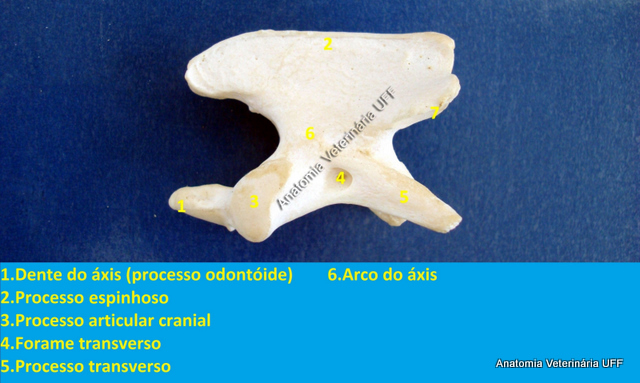 2
7
6
Anatomia Veterinária UFF
4
3
5
1
1.Dente do áxis (processo odontóide) 6.Arco do áxis
2.Processo espinhoso
3.Processo articular cranial
4.Forame transverso
5.Processo transverso
Anatomia Veterinária UFF